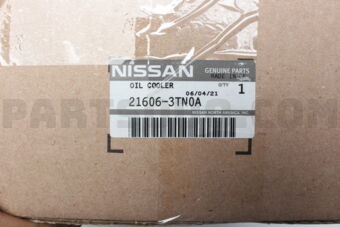 NISSAN
GENUINE PARTS
OIL COOLER
06/04/21
QTY
1
21606-3TN0A
NISSAN NORTH AMERICA, INC.